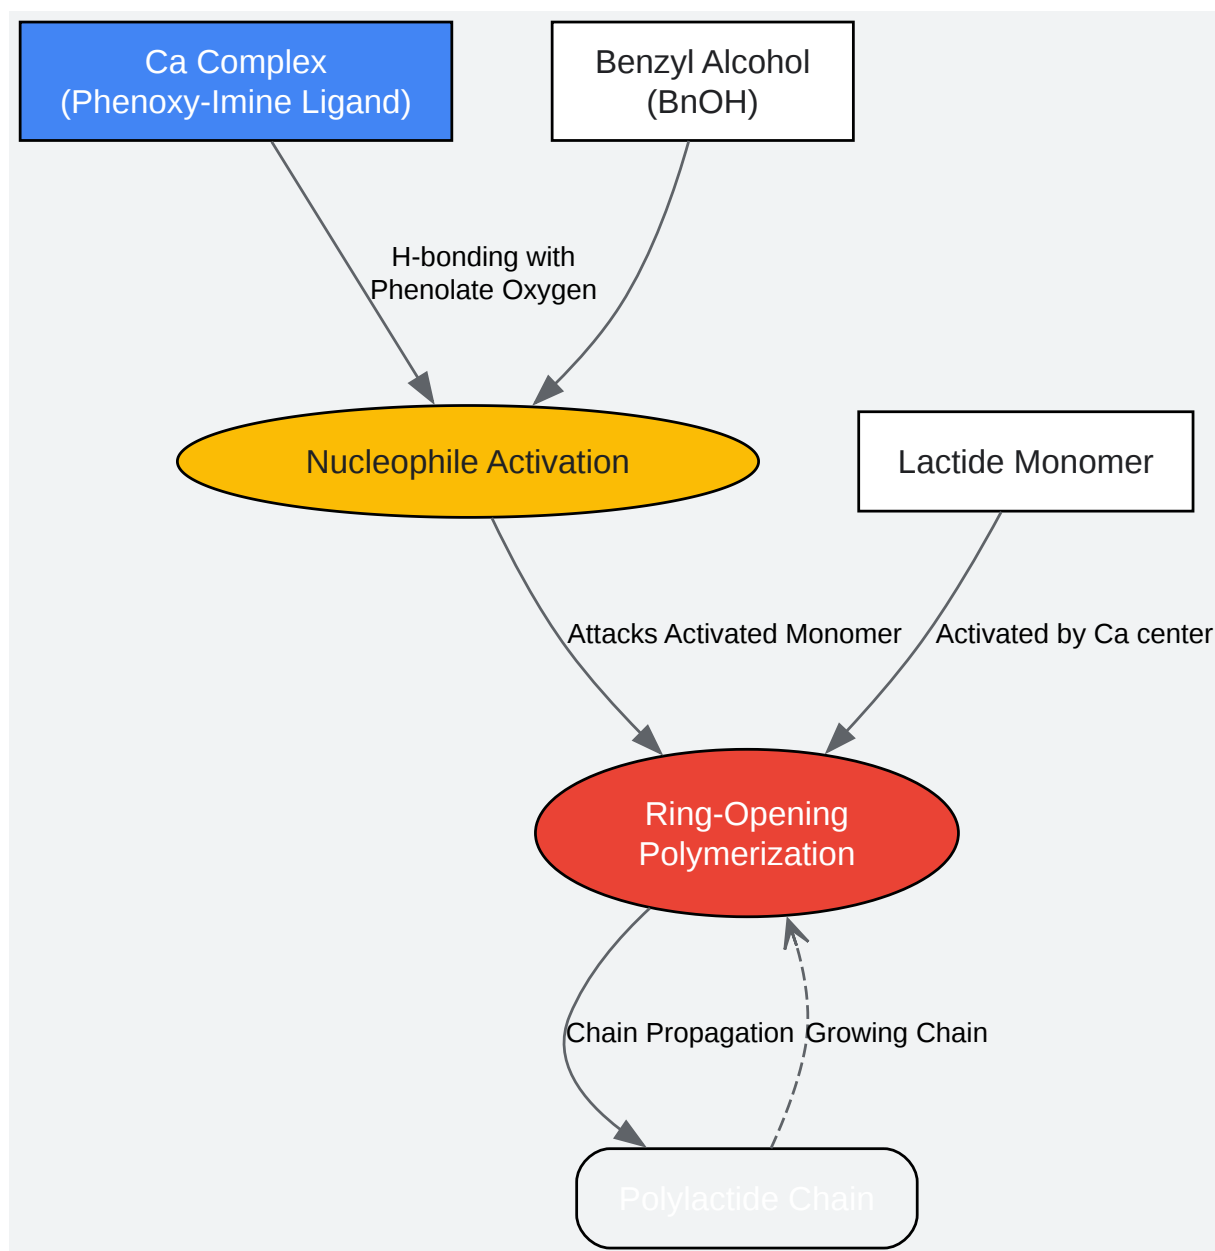 Ca Complex
(Phenoxy-Imine Ligand)
Benzyl Alcohol
(BnOH)
H-bonding with
Phenolate Oxygen
Nucleophile Activation
Lactide Monomer
Attacks Activated Monomer
Activated by Ca center
Ring-Opening
Polymerization
Chain Propagation
Growing Chain
Polylactide Chain